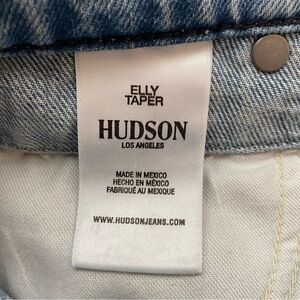 ELLY
TAPER
HUDSON
LOS ANGELES
MADE IN MEXICO
HECHO EN MÉXICO
FABRIQUÉ AU MEXIQUE
WWW.HUDSONJEANS.COM